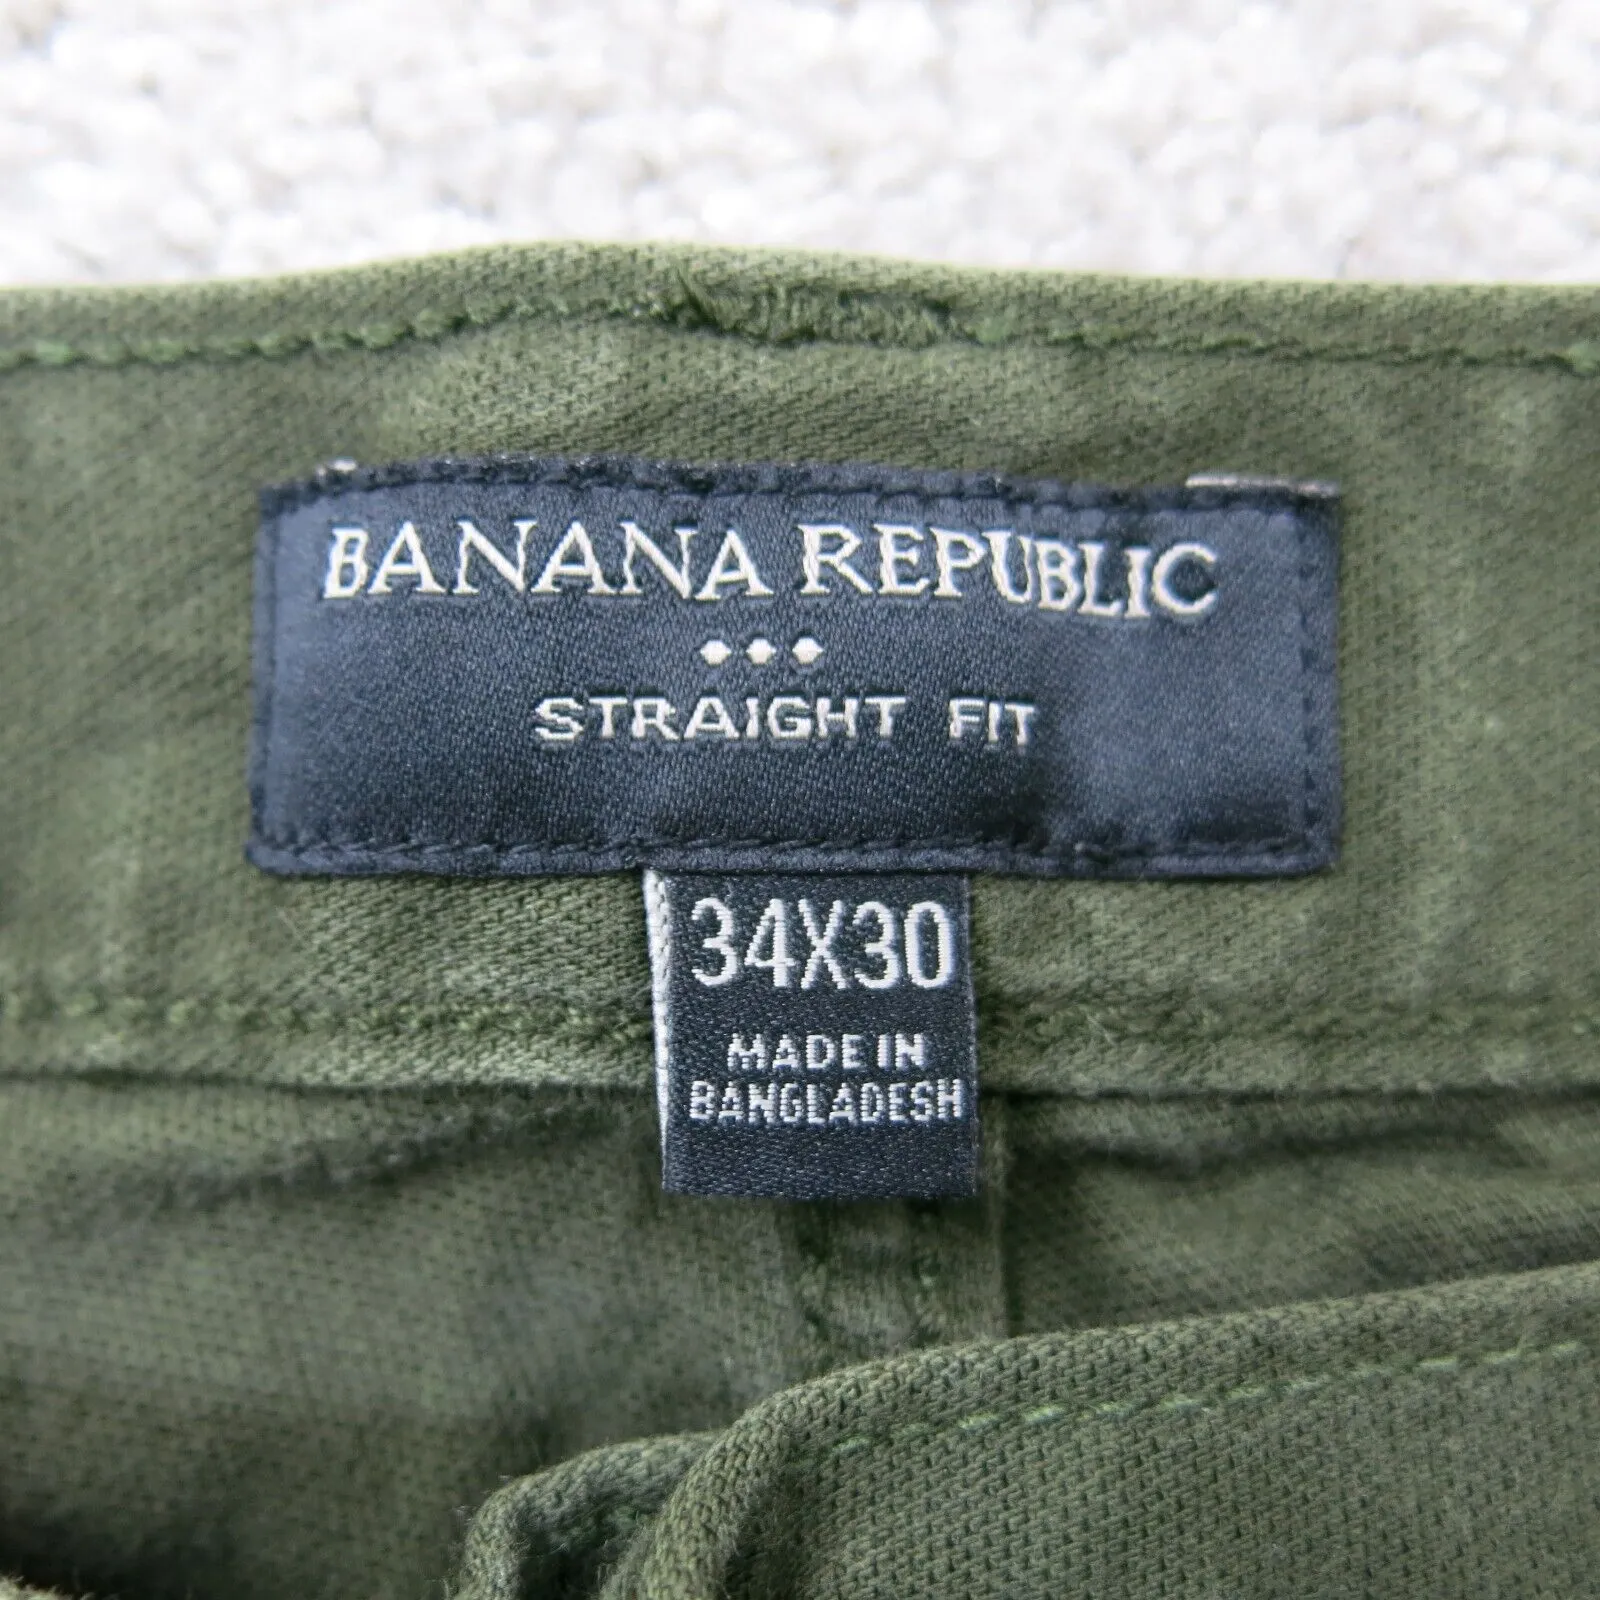 BANANA REPUBLIC
STRAIGHT FIT
34X30
MADE IN
BANGLADESH